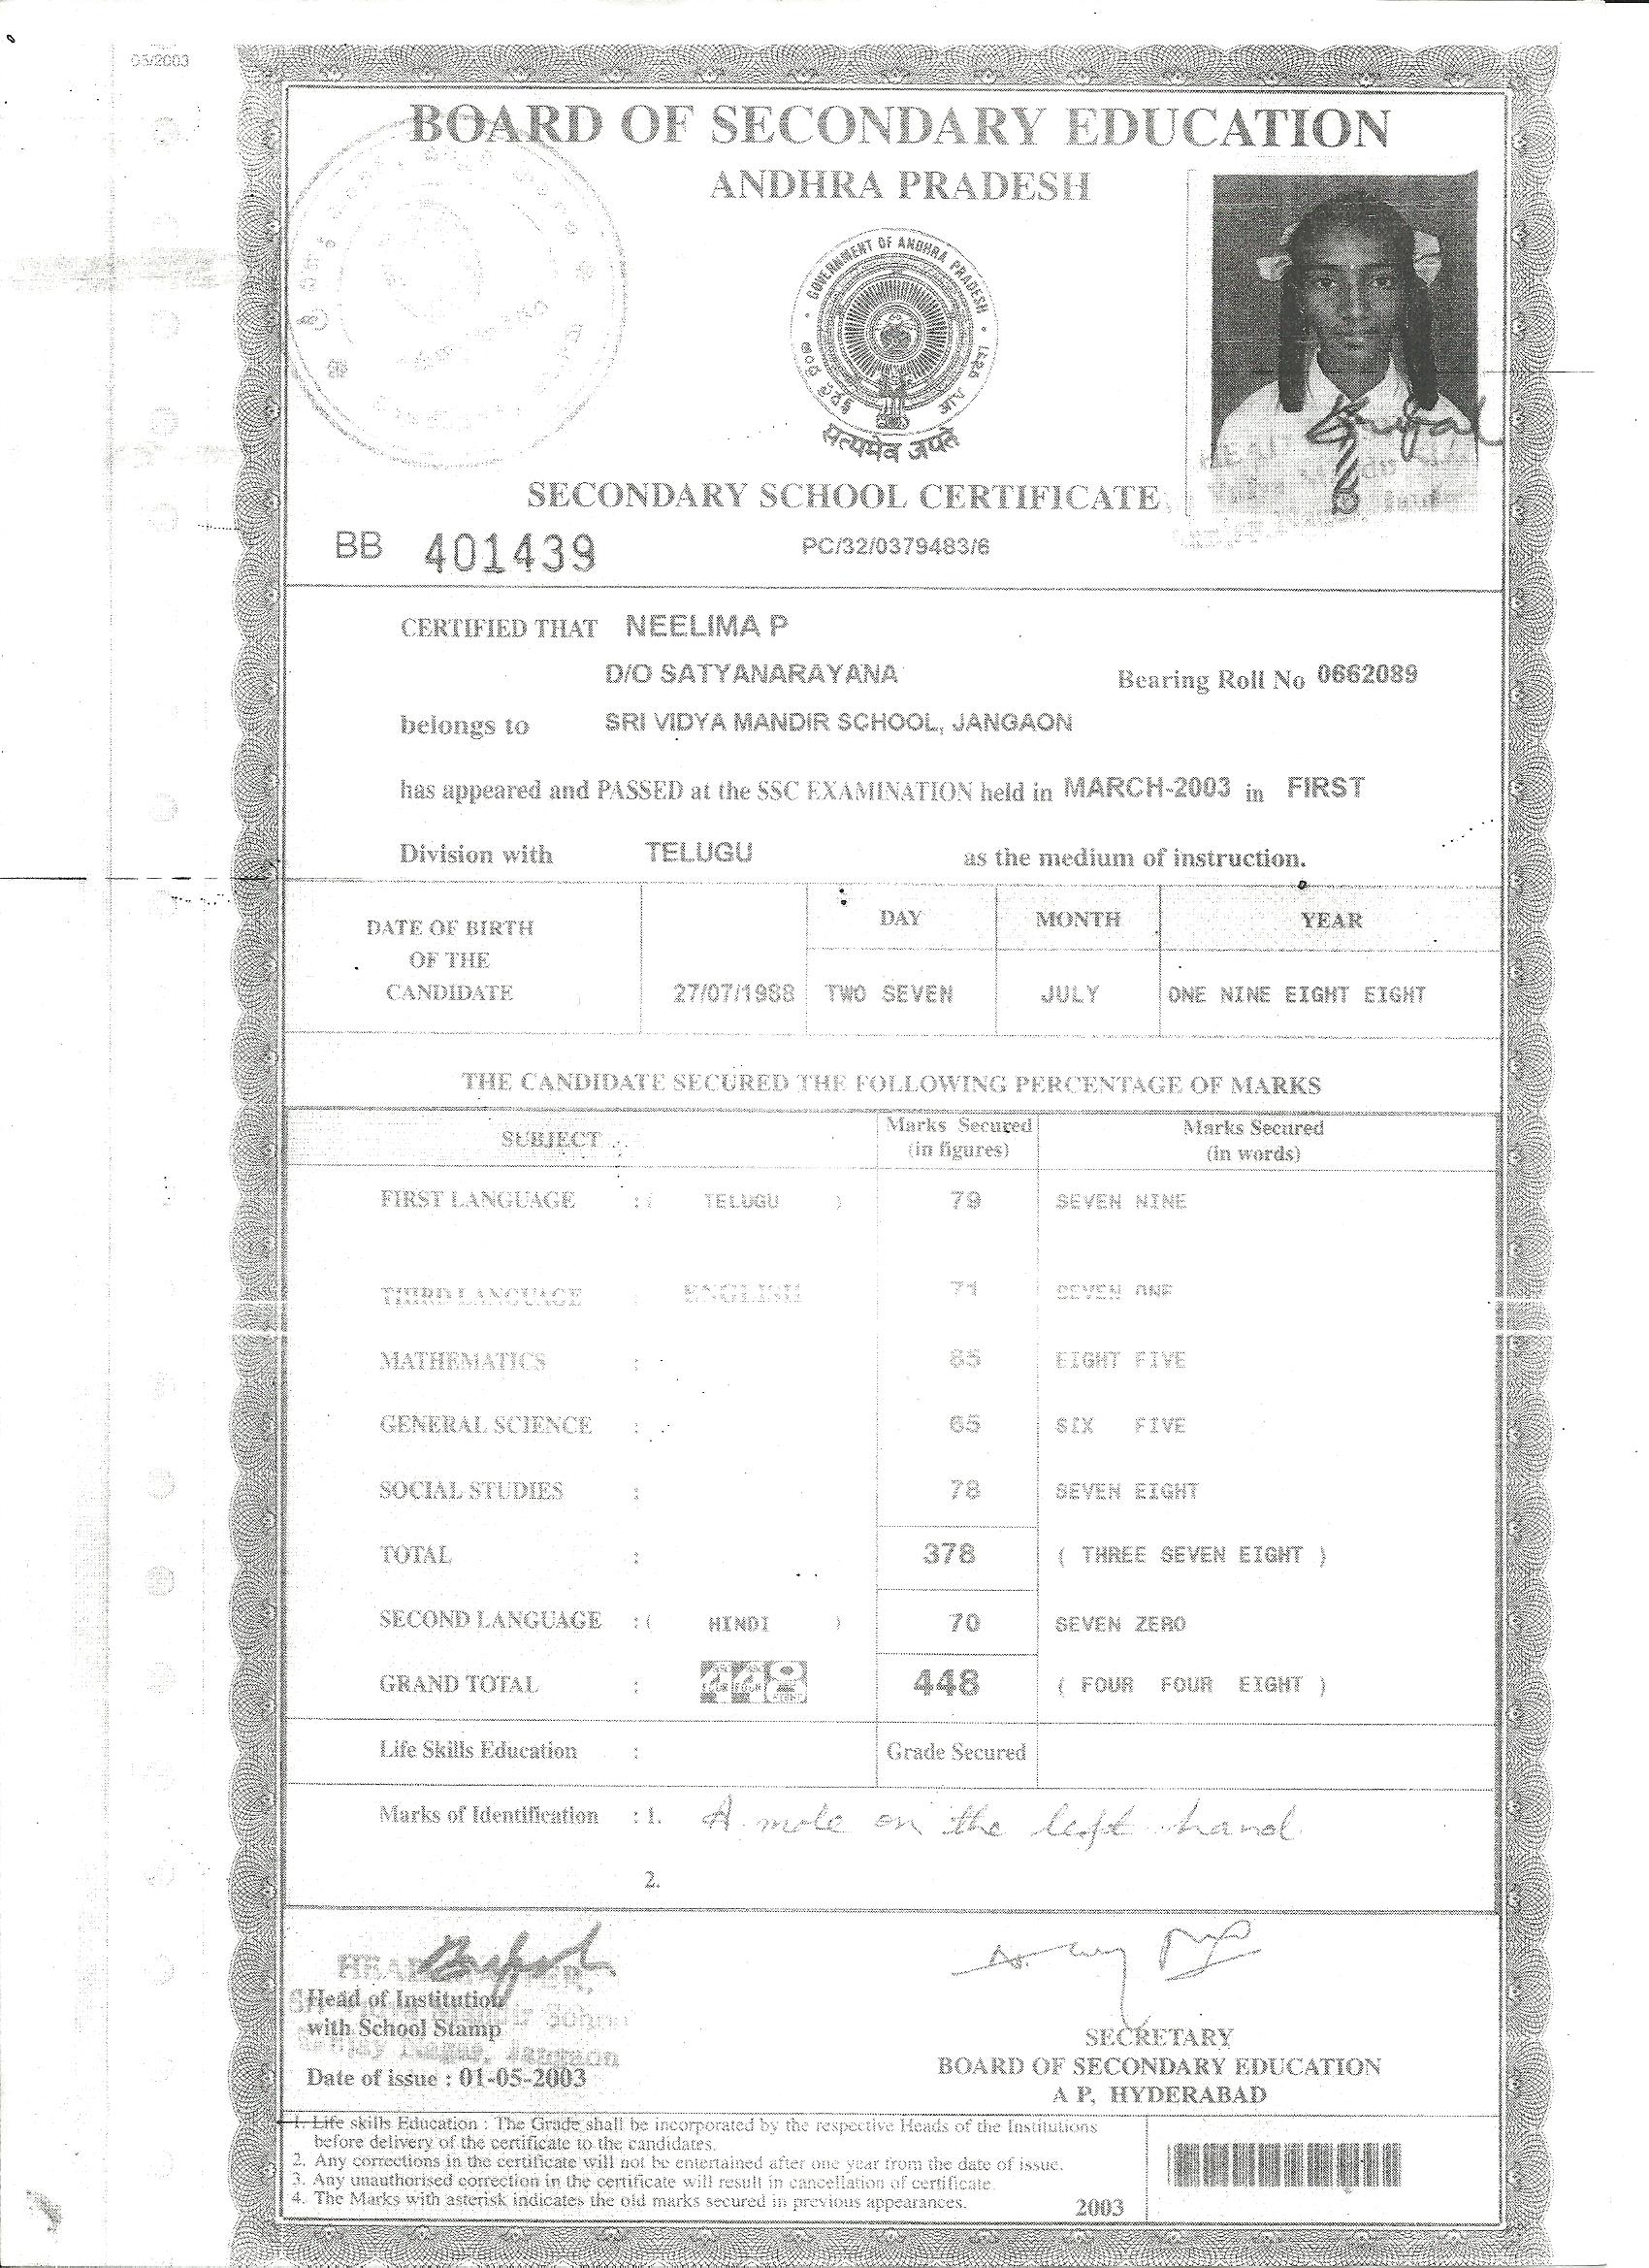 03/2003
BOARD OF SECONDARY EDUCATION
ANDHRA PRADESH
GOVERNMENT OF ANDHRA PRADESH
सत्यमेव जयते
SECONDARY SCHOOL CERTIFICATE
BB 401439 PC/32/0379483/6
CERTIFIED THAT NEELIMA P
D/O SATYANARAYANA Bearing Roll No 0662089
belongs to SRI VIDYA MANDIR SCHOOL, JANGAON
has appeared and PASSED at the SSC EXAMINATION held in MARCH-2003 in FIRST
Division with TELUGU as the medium of instruction.
DATE OF BIRTH OF THE CANDIDATE DAY MONTH YEAR
27/07/1988 TWO SEVEN JULY ONE NINE EIGHT EIGHT
THE CANDIDATE SECURED THE FOLLOWING PERCENTAGE OF MARKS
SUBJECT Marks Secured (in figures) Marks Secured (in words)
FIRST LANGUAGE : ( TELUGU ) 79 SEVEN NINE
THIRD LANGUAGE : ENGLISH 71 SEVEN ONE
MATHEMATICS : 85 EIGHT FIVE
GENERAL SCIENCE : 65 SIX FIVE
SOCIAL STUDIES : 78 SEVEN EIGHT
TOTAL : 378 ( THREE SEVEN EIGHT )
SECOND LANGUAGE : ( HINDI ) 70 SEVEN ZERO
GRAND TOTAL : 448 448 ( FOUR FOUR EIGHT )
Life Skills Education : Grade Secured
Marks of Identification : 1. A mole on the left hand.
2.
Head of Institution
with School Stamp
Date of issue : 01-05-2003
SECRETARY
BOARD OF SECONDARY EDUCATION
A P, HYDERABAD
1. Life skills Education : The Grade shall be incorporated by the respective Heads of the Institutions
before delivery of the certificate to the candidates.
2. Any corrections in the certificate will not be entertained after one year from the date of issue.
3. Any unauthorised correction in the certificate will result in cancellation of certificate.
4. The Marks with asterisk indicates the old marks secured in previous appearances.
2003